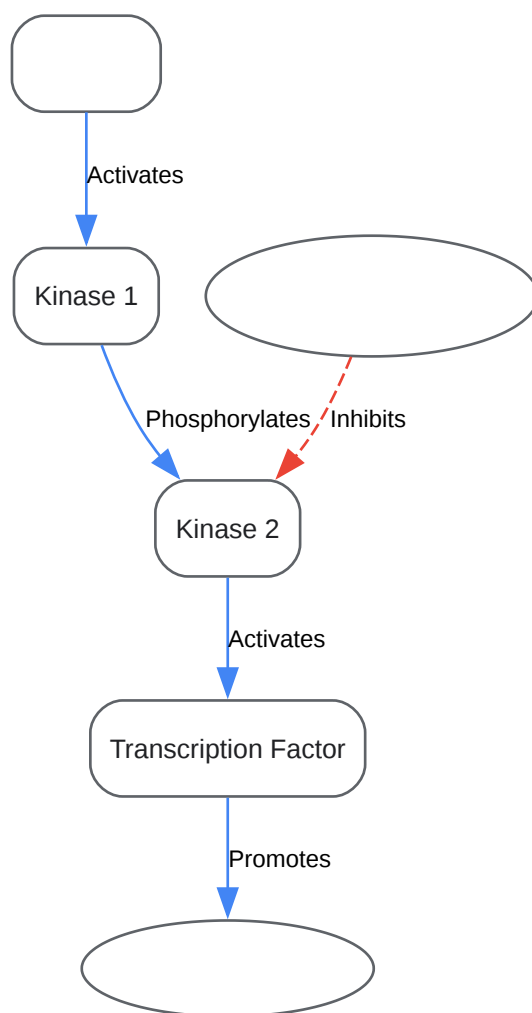 Activates
Kinase 1
Phosphorylates
Inhibits
Kinase 2
Activates
Transcription Factor
Promotes